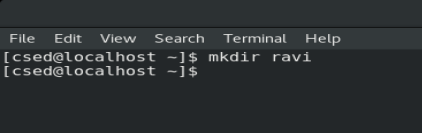 File Edit View Search Terminal Help
[csed@localhost ~]$ mkdir ravi
[csed@localhost ~]$